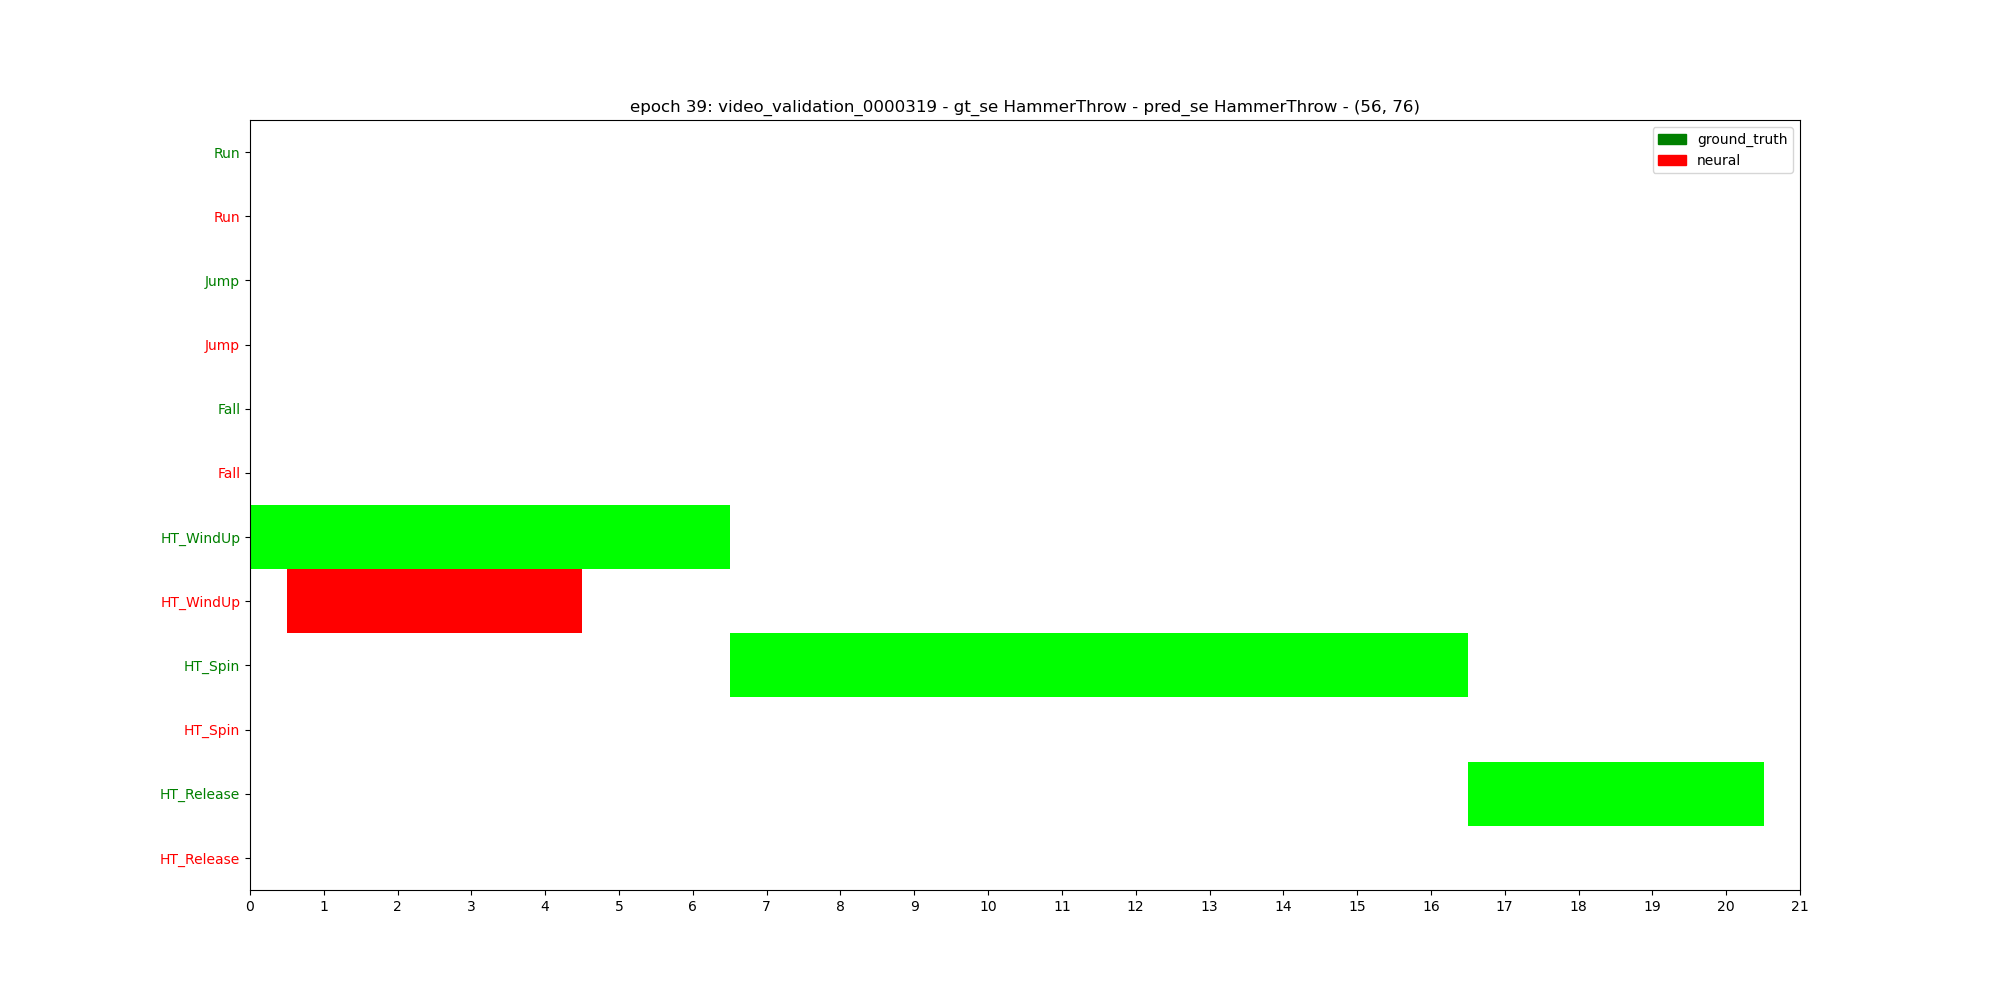 epoch 39: video_validation_0000319 - gt_se HammerThrow - pred_se HammerThrow - (56, 76)
ground_truth
neural
Run
Run
Jump
Jump
Fall
Fall
HT_WindUp
HT_WindUp
HT_Spin
HT_Spin
HT_Release
HT_Release
0 1 2 3 4 5 6 7 8 9 10 11 12 13 14 15 16 17 18 19 20 21